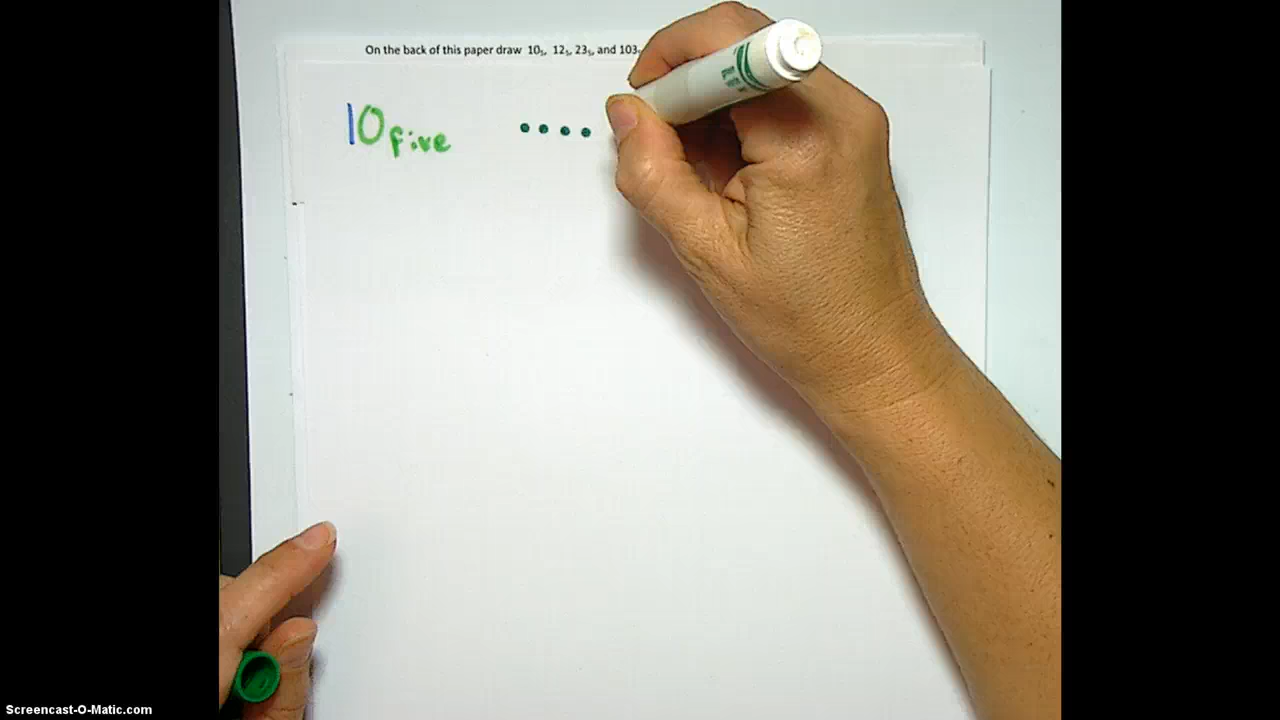 On the back of this paper draw 10₅, 12₅, 23₅, and 103
10five
Screencast-O-Matic.com